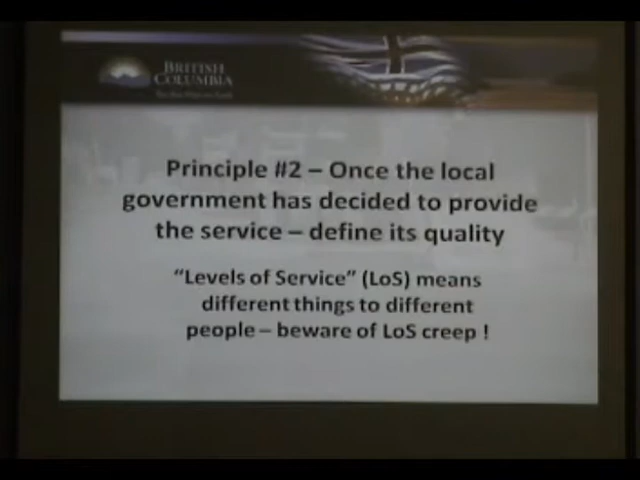 BRITISH
COLUMBIA
Principle #2 – Once the local
government has decided to provide
the service – define its quality
“Levels of Service” (LoS) means
different things to different
people – beware of LoS creep !